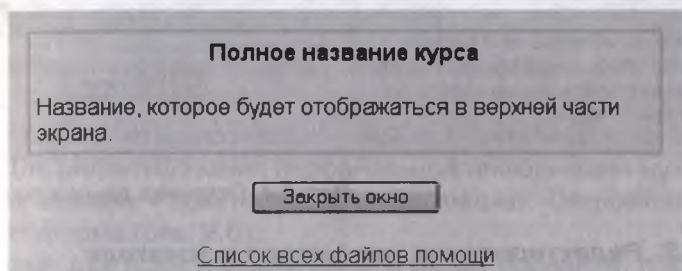 Полное название курса
Название, которое будет отображаться в верхней части
экрана.
Закрыть окно
Список всех файлов помощи